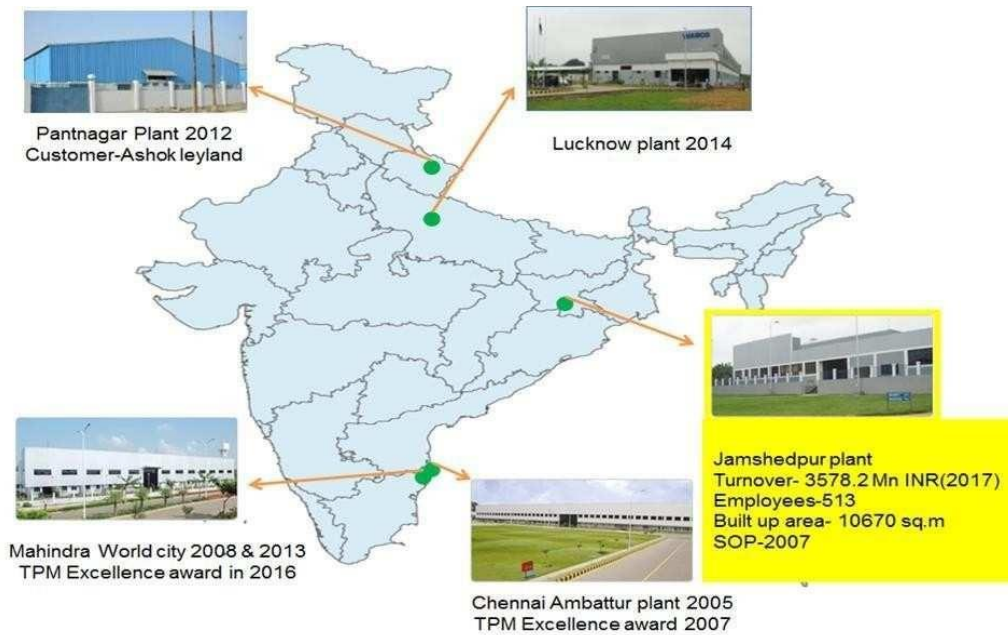 WABCO
Pantnagar Plant 2012
Customer-Ashok leyland
Lucknow plant 2014
Jamshedpur plant
Turnover- 3578.2 Mn INR(2017)
Employees-513
Built up area- 10670 sq.m
SOP-2007
Mahindra World city 2008 & 2013
TPM Excellence award in 2016
Chennai Ambattur plant 2005
TPM Excellence award 2007